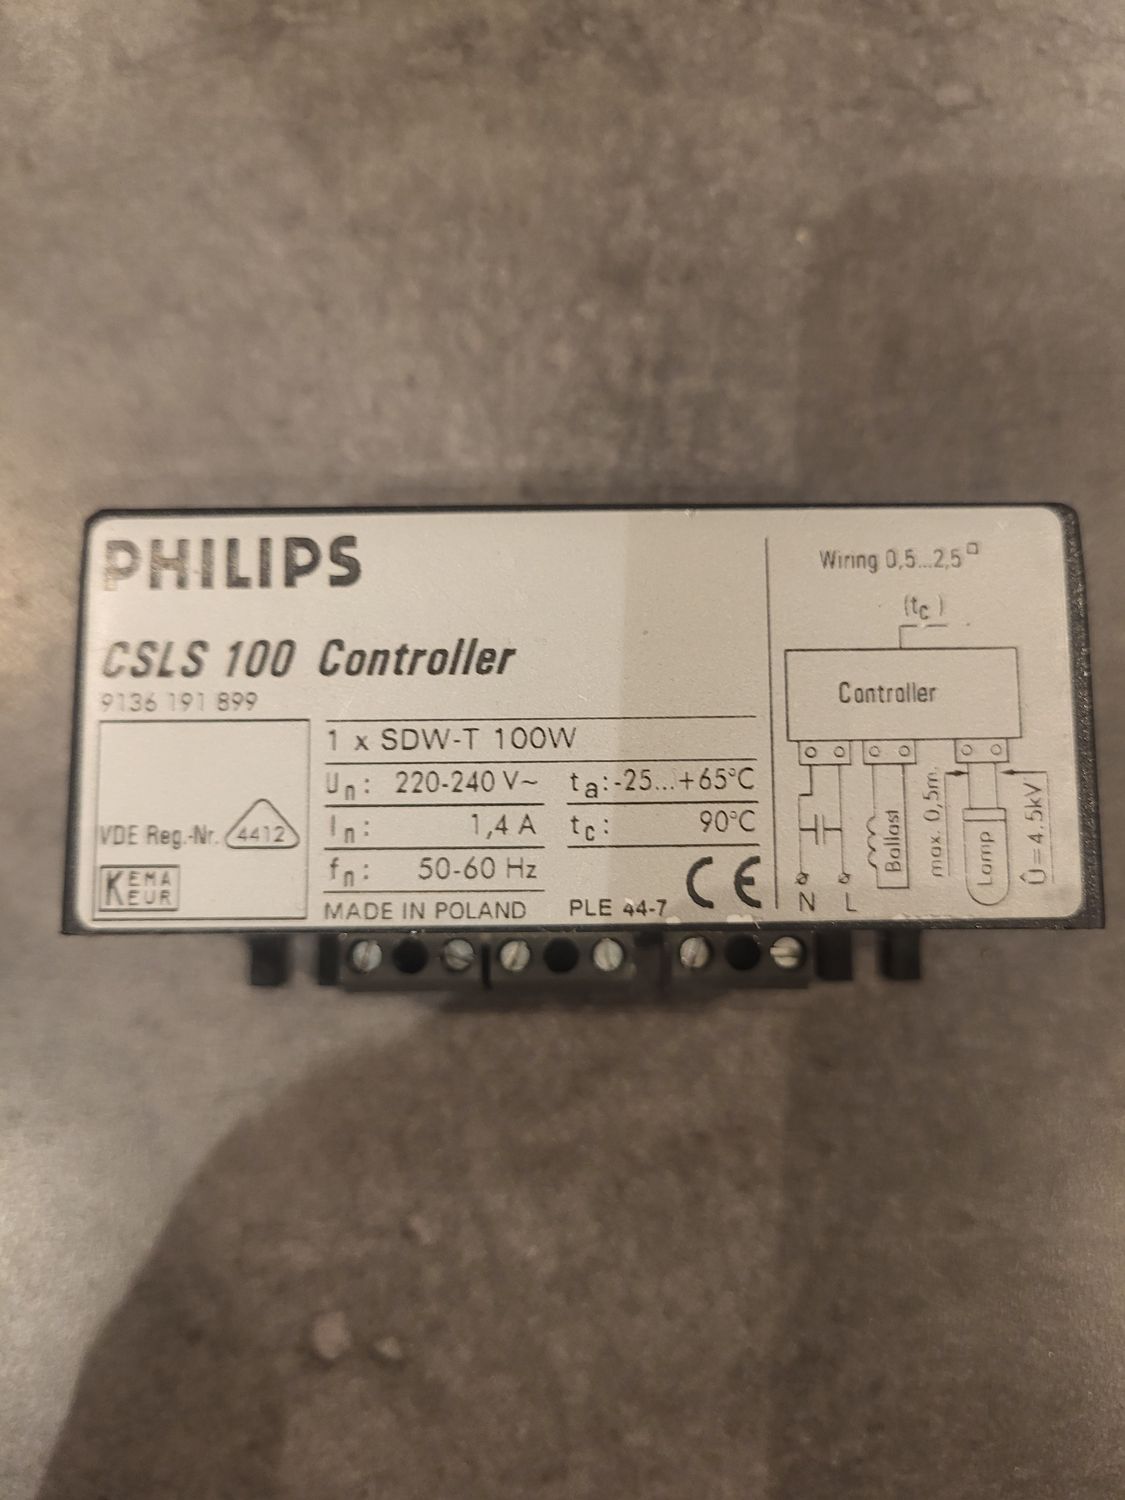 PHILIPS
CSLS 100 Controller
9136 191 899
VDE Reg.-Nr. 4412
KEMA
KEUR
1 x SDW-T 100W
Un: 220-240 V~
In: 1,4 A
fn: 50-60 Hz
ta: -25...+65°C
tc: 90°C
CE
MADE IN POLAND PLE 44-7
Wiring 0,5...2,5□
(tc)
Controller
Ballast
max. 0,5m.
Lamp
Û=4.5kV
N L